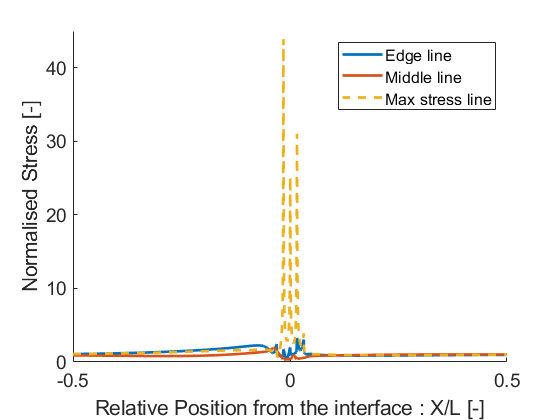 Edge line
Middle line
Max stress line
Normalised Stress [-]
40
30
20
10
0
-0.5
0
0.5
Relative Position from the interface : X/L [-]